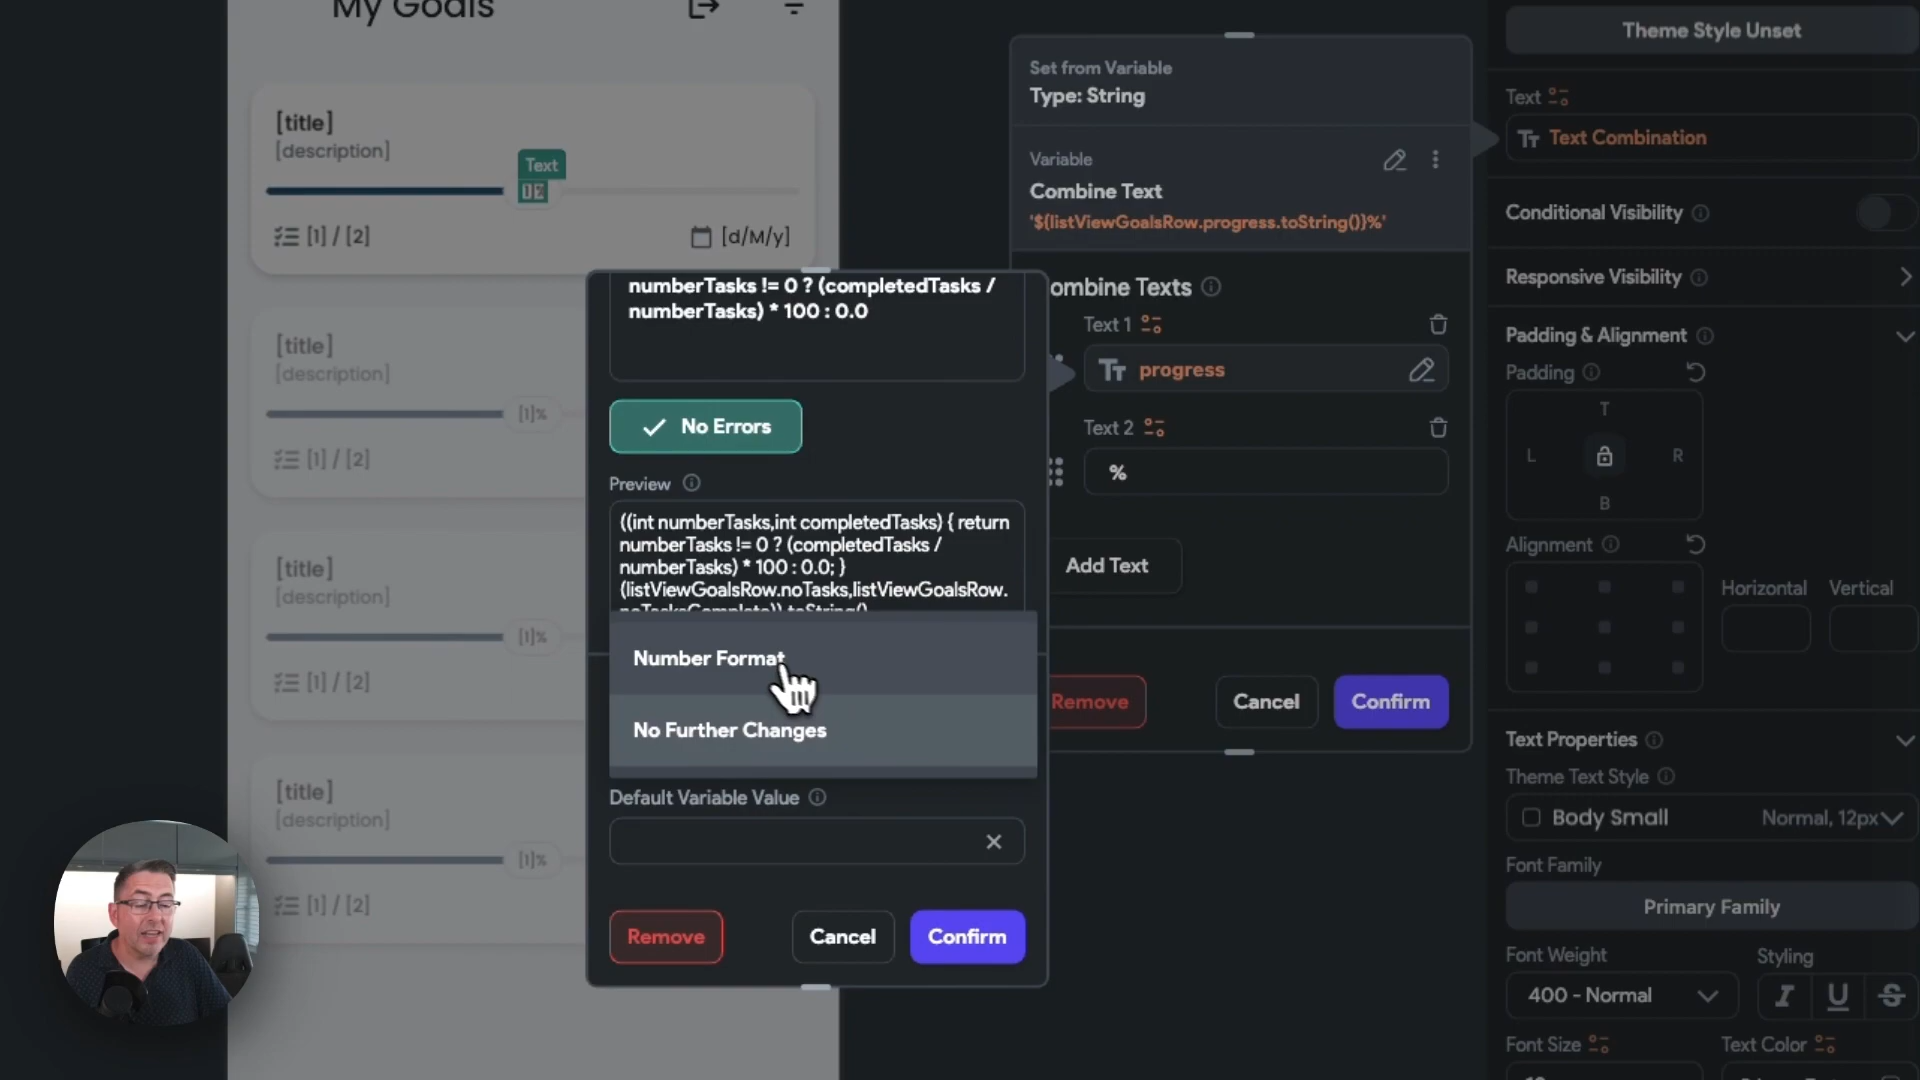 My Goals
[title]
[description]
Text
[1] / [2]
[d/M/y]
[title]
[description]
[1]%
[1] / [2]
[title]
[description]
[1]%
[1] / [2]
[title]
[description]
[1]%
[1] / [2]
numberTasks != 0 ? (completedTasks /
numberTasks) * 100 : 0.0
No Errors
Preview
((int numberTasks,int completedTasks) { return
numberTasks != 0 ? (completedTasks /
numberTasks) * 100 : 0.0; }
(listViewGoalsRow.noTasks,listViewGoalsRow.
noTasksComplete)).toString()
Number Format
No Further Changes
Default Variable Value
Remove
Cancel
Confirm
Set from Variable
Type: String
Variable
Combine Text
'${listViewGoalsRow.progress.toString()}%'
ombine Texts
Text 1
progress
Text 2
%
Add Text
Remove
Cancel
Confirm
Theme Style Unset
Text
Text Combination
Conditional Visibility
Responsive Visibility
Padding & Alignment
Padding
T
L
R
B
Alignment
Horizontal
Vertical
Text Properties
Theme Text Style
Body Small
Normal, 12px
Font Family
Primary Family
Font Weight
Styling
400 - Normal
I
U
S
Font Size
Text Color